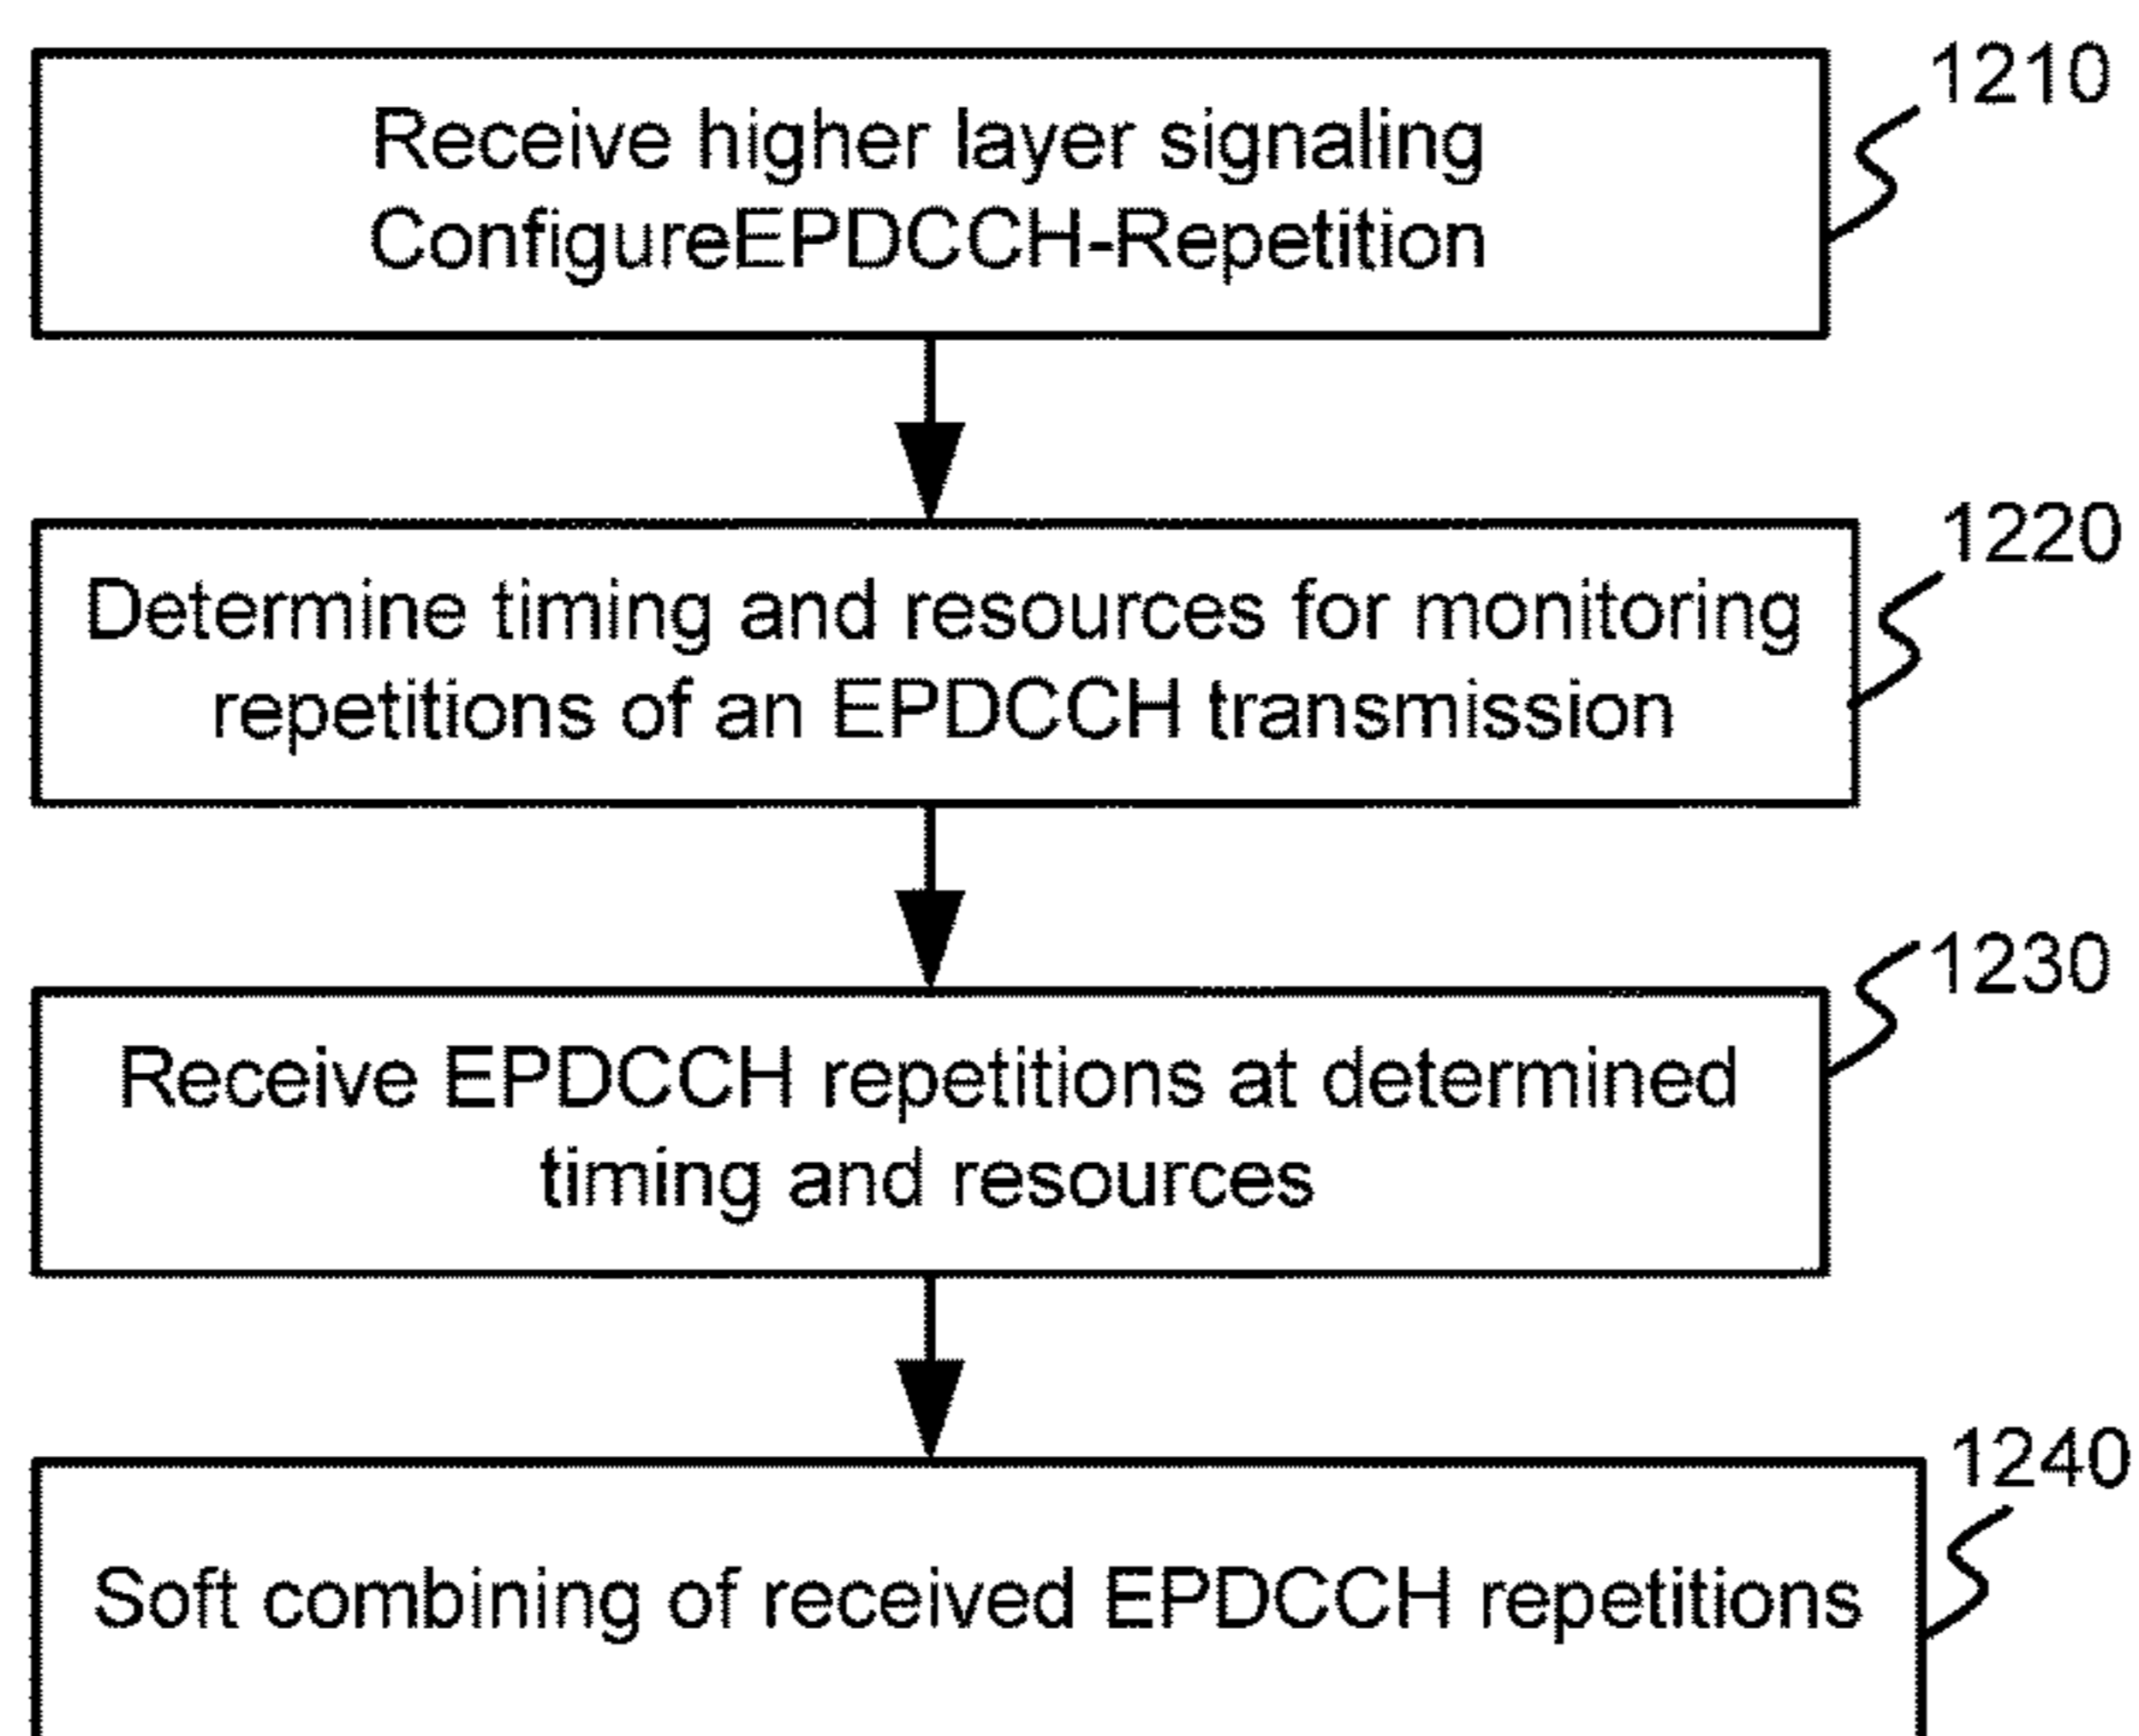 1210
Receive higher layer signaling
ConfigureEPDCCH-Repetition
1220
Determine timing and resources for monitoring
repetitions of an EPDCCH transmission
1230
Receive EPDCCH repetitions at determined
timing and resources
1240
Soft combining of received EPDCCH repetitions